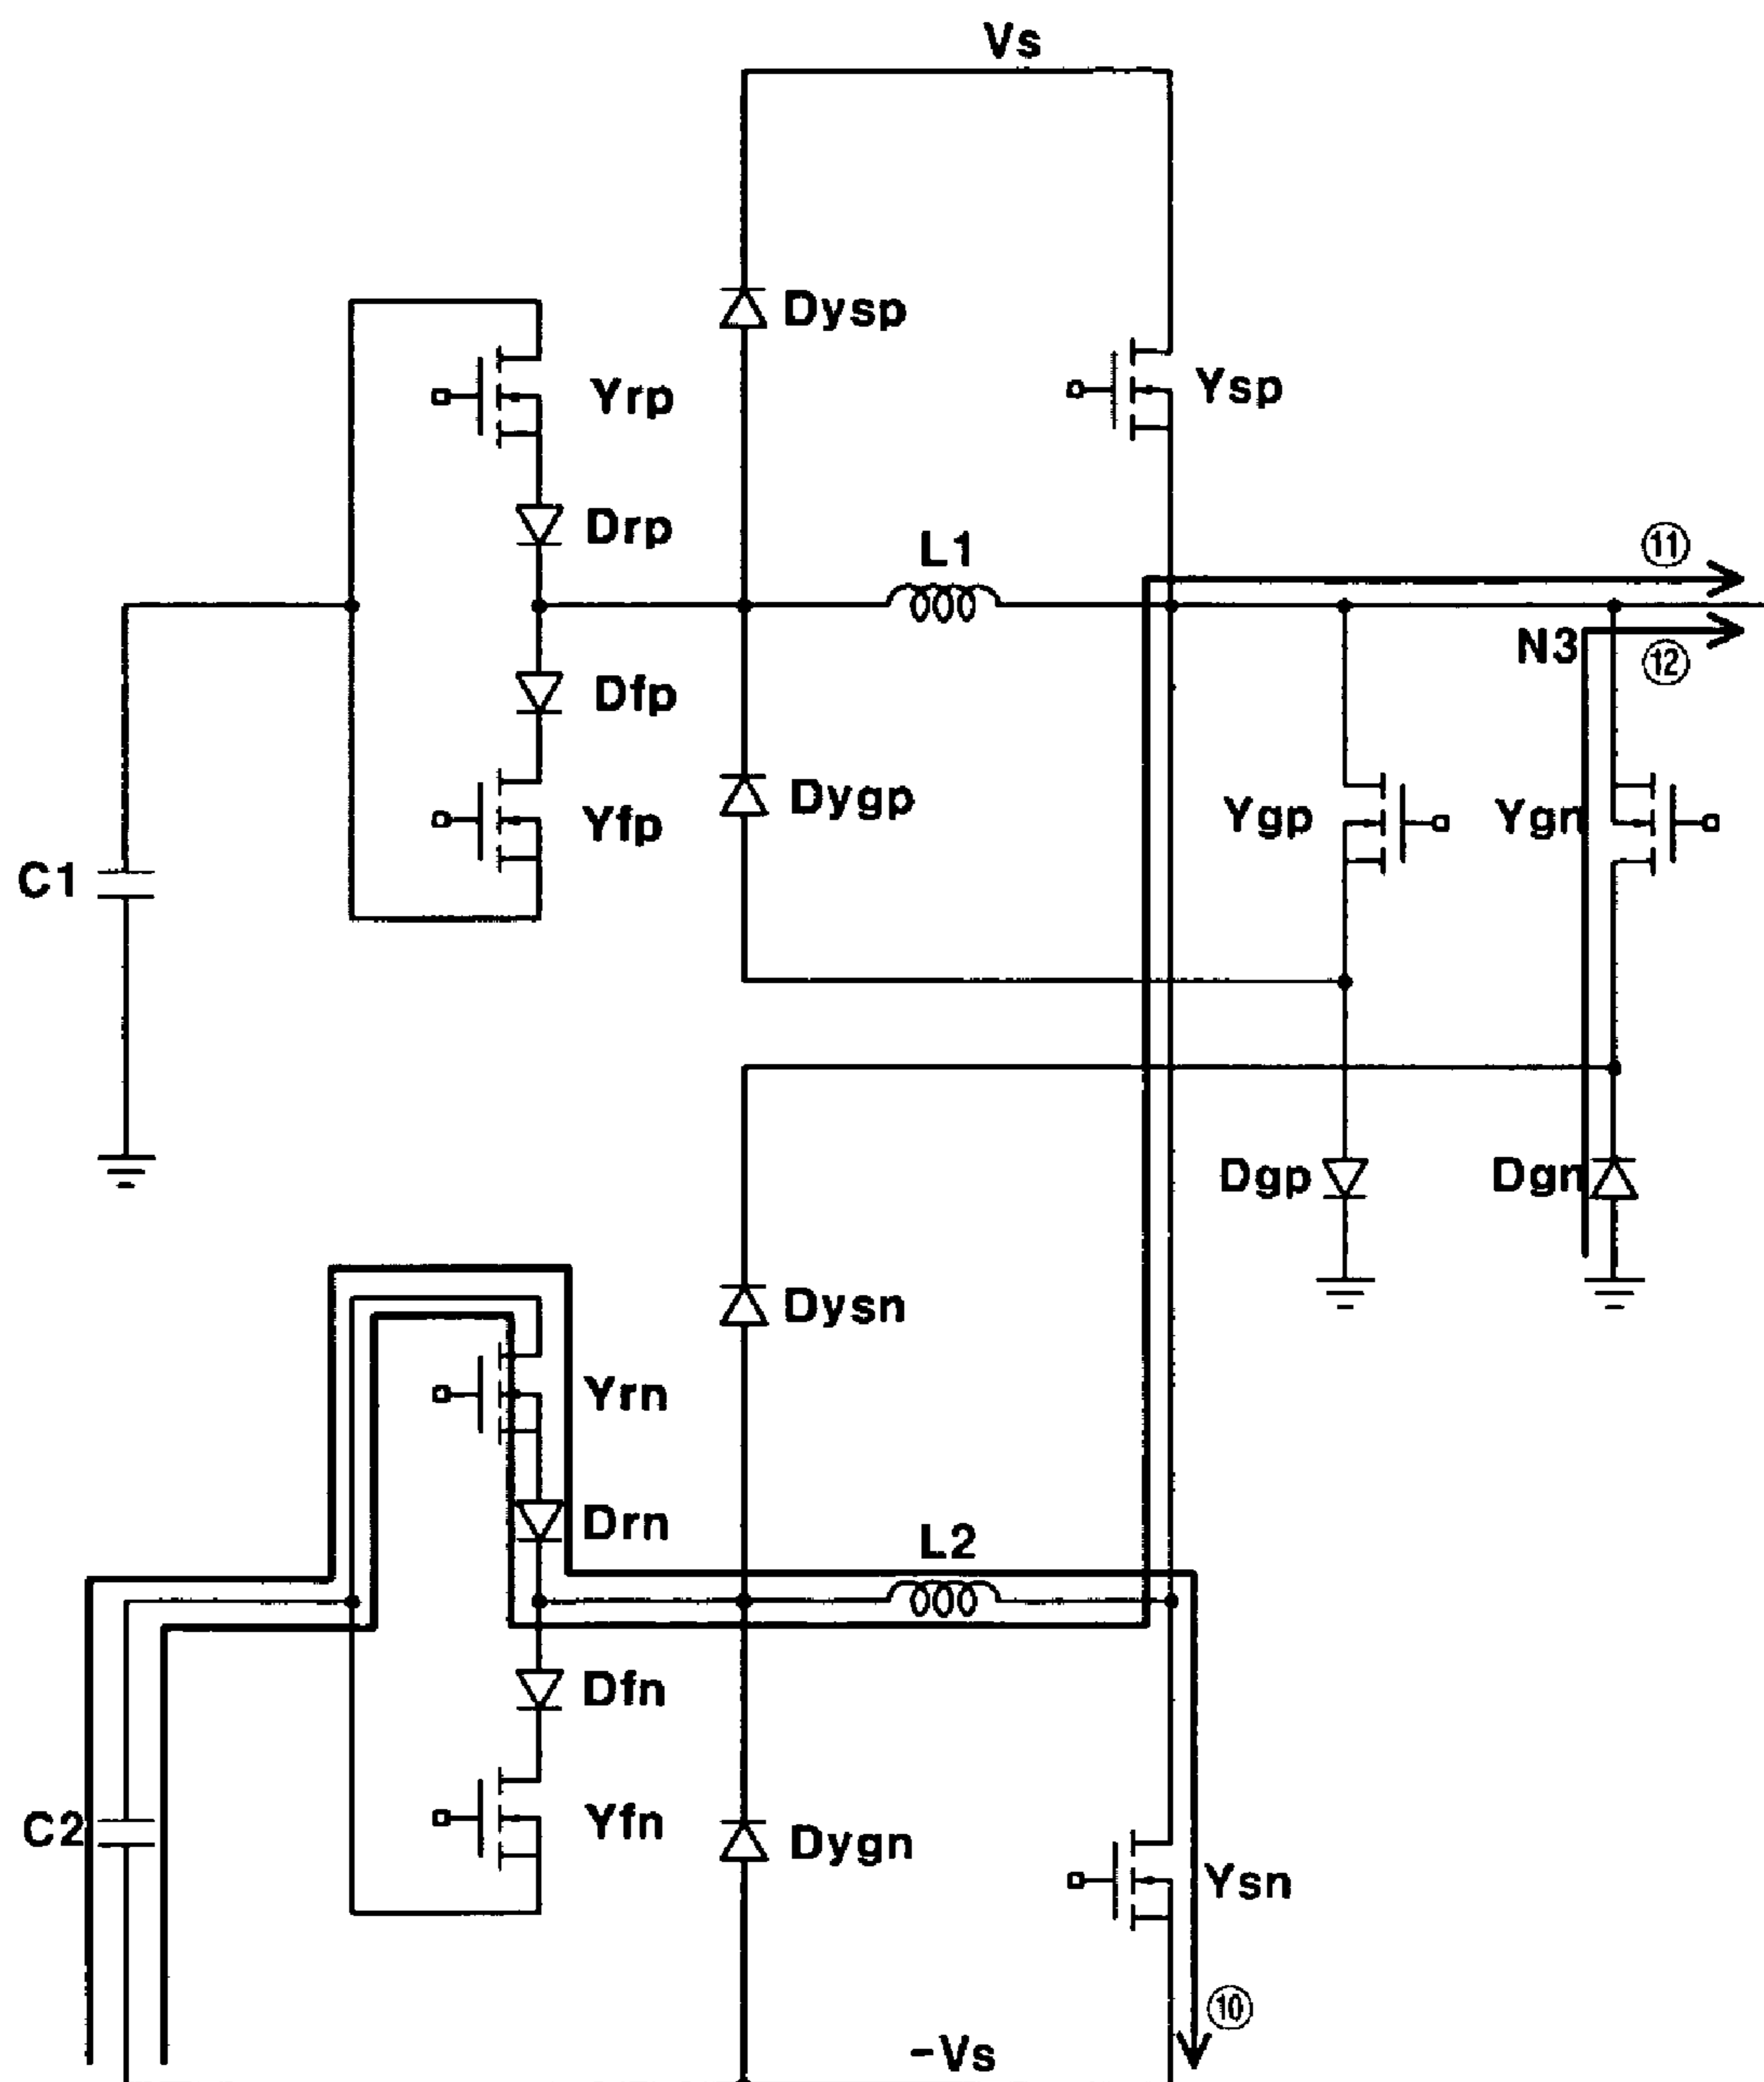 Vs
Dysp
Yrp
Ysp
Drp
L1
⑪
N3
⑫
Dfp
Dygp
Yfp
Ygp
Ygn
C1
Dgp
Dgn
Dysn
Yrn
Drn
L2
Dfn
Yfn
C2
Dygn
Ysn
⑩
-Vs